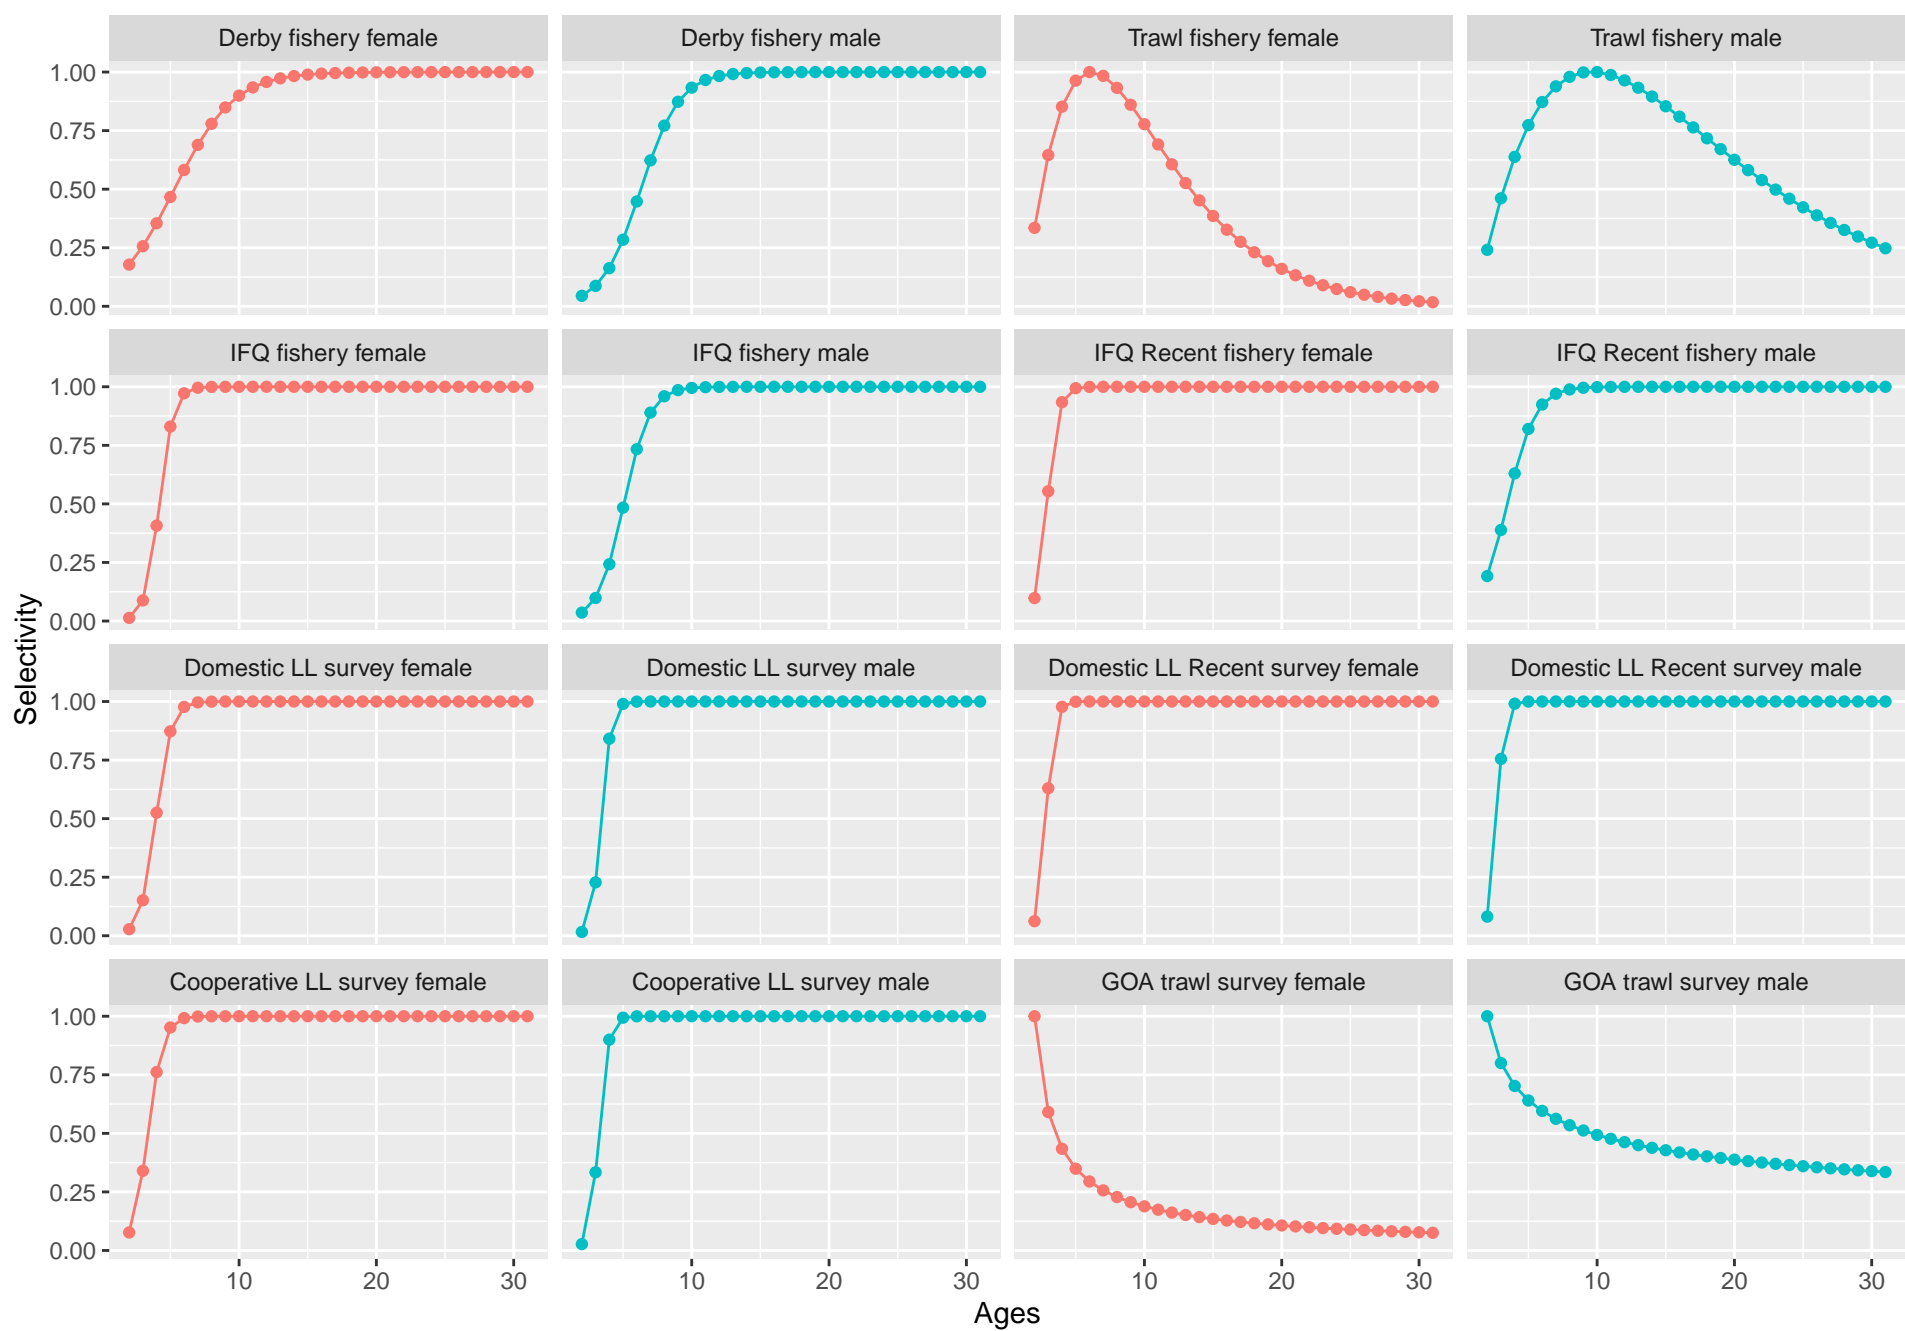 Derby fishery female
Derby fishery male
Trawl fishery female
Trawl fishery male
1.00
0.75
0.50
0.25
0.00
IFQ fishery female
IFQ fishery male
IFQ Recent fishery female
IFQ Recent fishery male
1.00
0.75
0.50
0.25
0.00
Selectivity
Domestic LL survey female
Domestic LL survey male
Domestic LL Recent survey female
Domestic LL Recent survey male
1.00
0.75
0.50
0.25
0.00
Cooperative LL survey female
Cooperative LL survey male
GOA trawl survey female
GOA trawl survey male
1.00
0.75
0.50
0.25
0.00
10 20 30
10 20 30
10 20 30
10 20 30
Ages